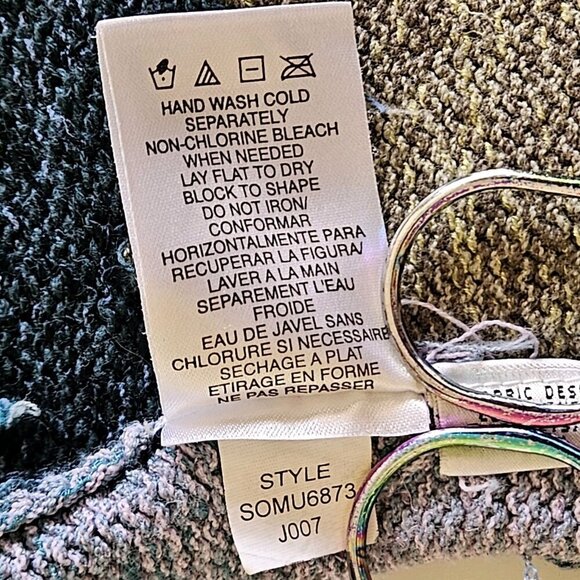 HAND WASH COLD
SEPARATELY
NON-CHLORINE BLEACH
WHEN NEEDED
LAY FLAT TO DRY
BLOCK TO SHAPE
DO NOT IRON/
CONFORMAR
HORIZONTALMENTE PARA
RECUPERAR LA FIGURA/
LAVER A LA MAIN
SEPAREMENT L'EAU
FROIDE
EAU DE JAVEL SANS
CHLORURE SI NECESSAIRE
SECHAGE A PLAT
ETIRAGE EN FORME
NE PAS REPASSER
STYLE
SOMU6873
J007
DES